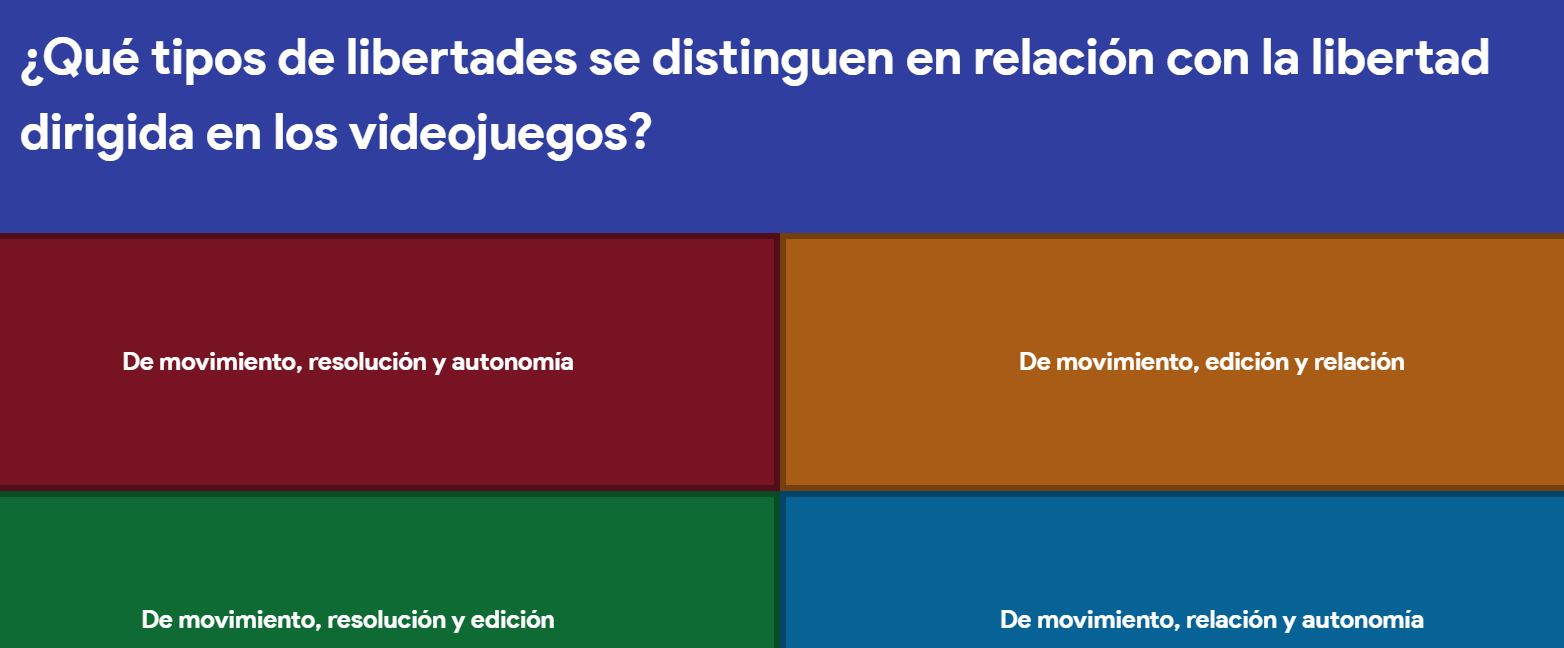 ¿Qué tipos de libertades se distinguen en relación con la libertad
dirigida en los videojuegos?
De movimiento, resolución y autonomía
De movimiento, edición y relación
De movimiento, resolución y edición
De movimiento, relación y autonomía